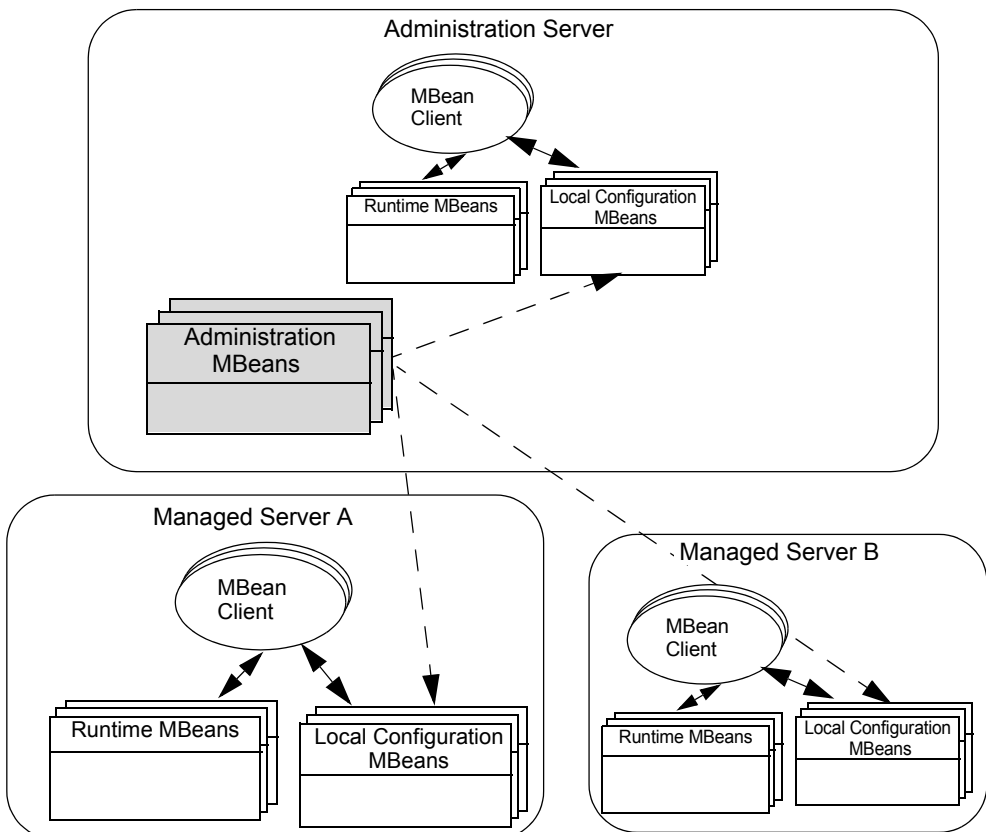 Administration Server
MBean
Client
Runtime MBeans
Local Configuration
MBeans
Administration
MBeans
Managed Server A
MBean
Client
Runtime MBeans
Local Configuration
MBeans
Managed Server B
MBean
Client
Runtime MBeans
Local Configuration
MBeans